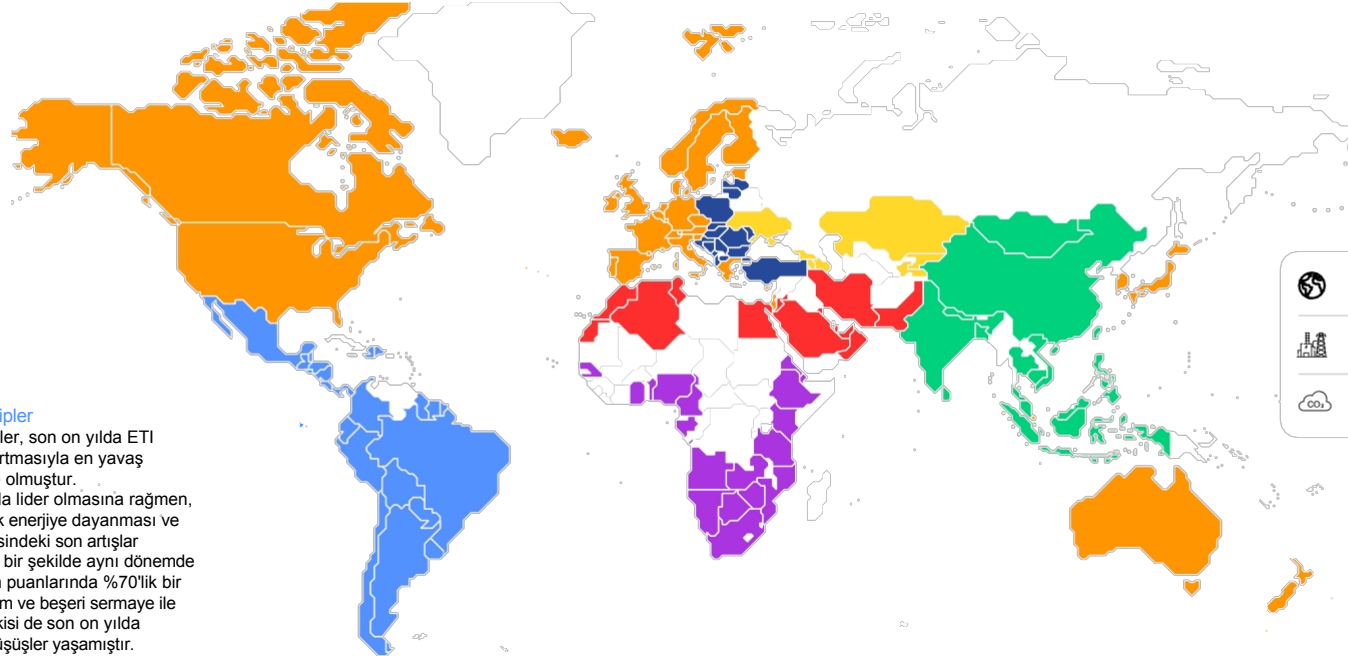 ipler
ler, son on yılda ETI
rtmasıyla en yavaş
olmuştur.
la lider olmasına rağmen,
k enerjiye dayanması ve
sindeki son artışlar
bir şekilde aynı dönemde
puanlarında %70'lik bir
m ve beşeri sermaye ile
kisi de son on yılda
üşüşler yaşamıştır.
CO₂